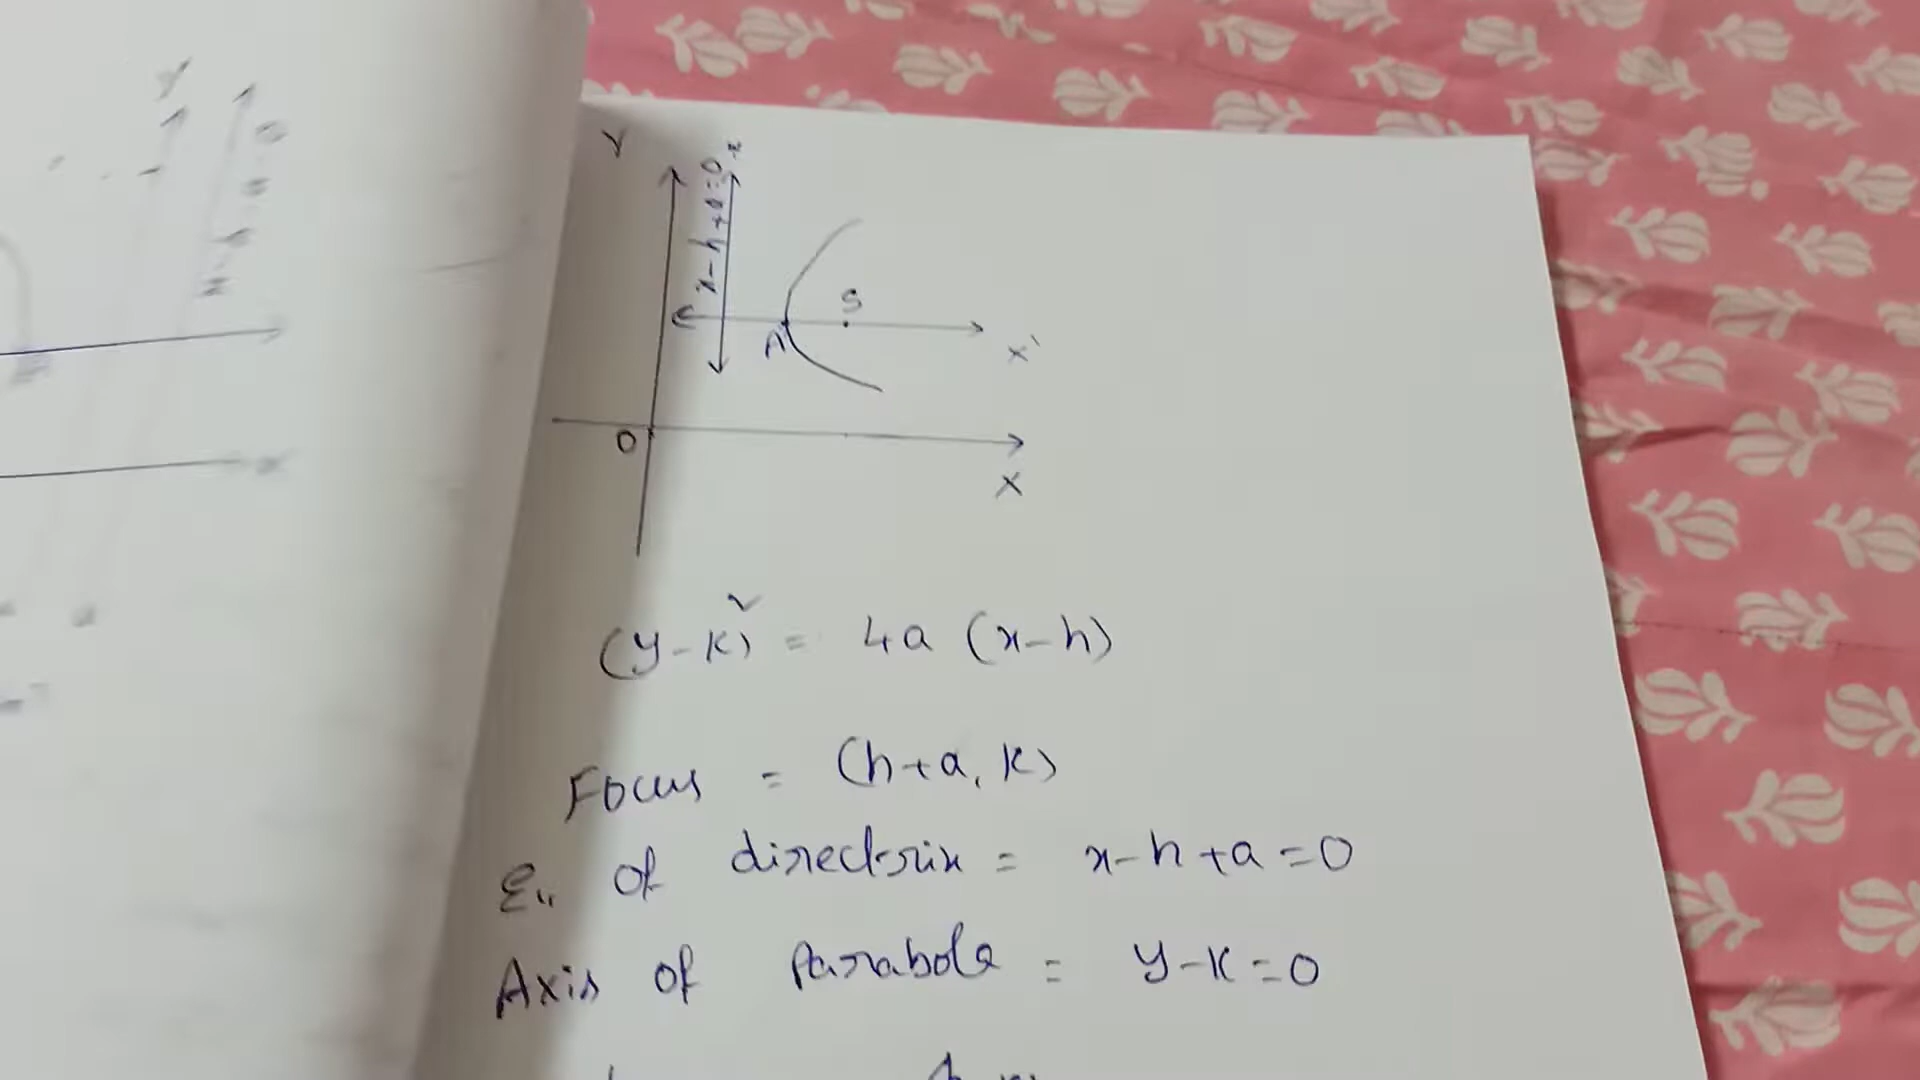 Y
x-h+a=0
S
A
X'
O
X
(y-k)² = 4a (x-h)
Focus = (h+a, k)
Eq of directrix = x-h+a=0
Axis of Parabola = y-k=0